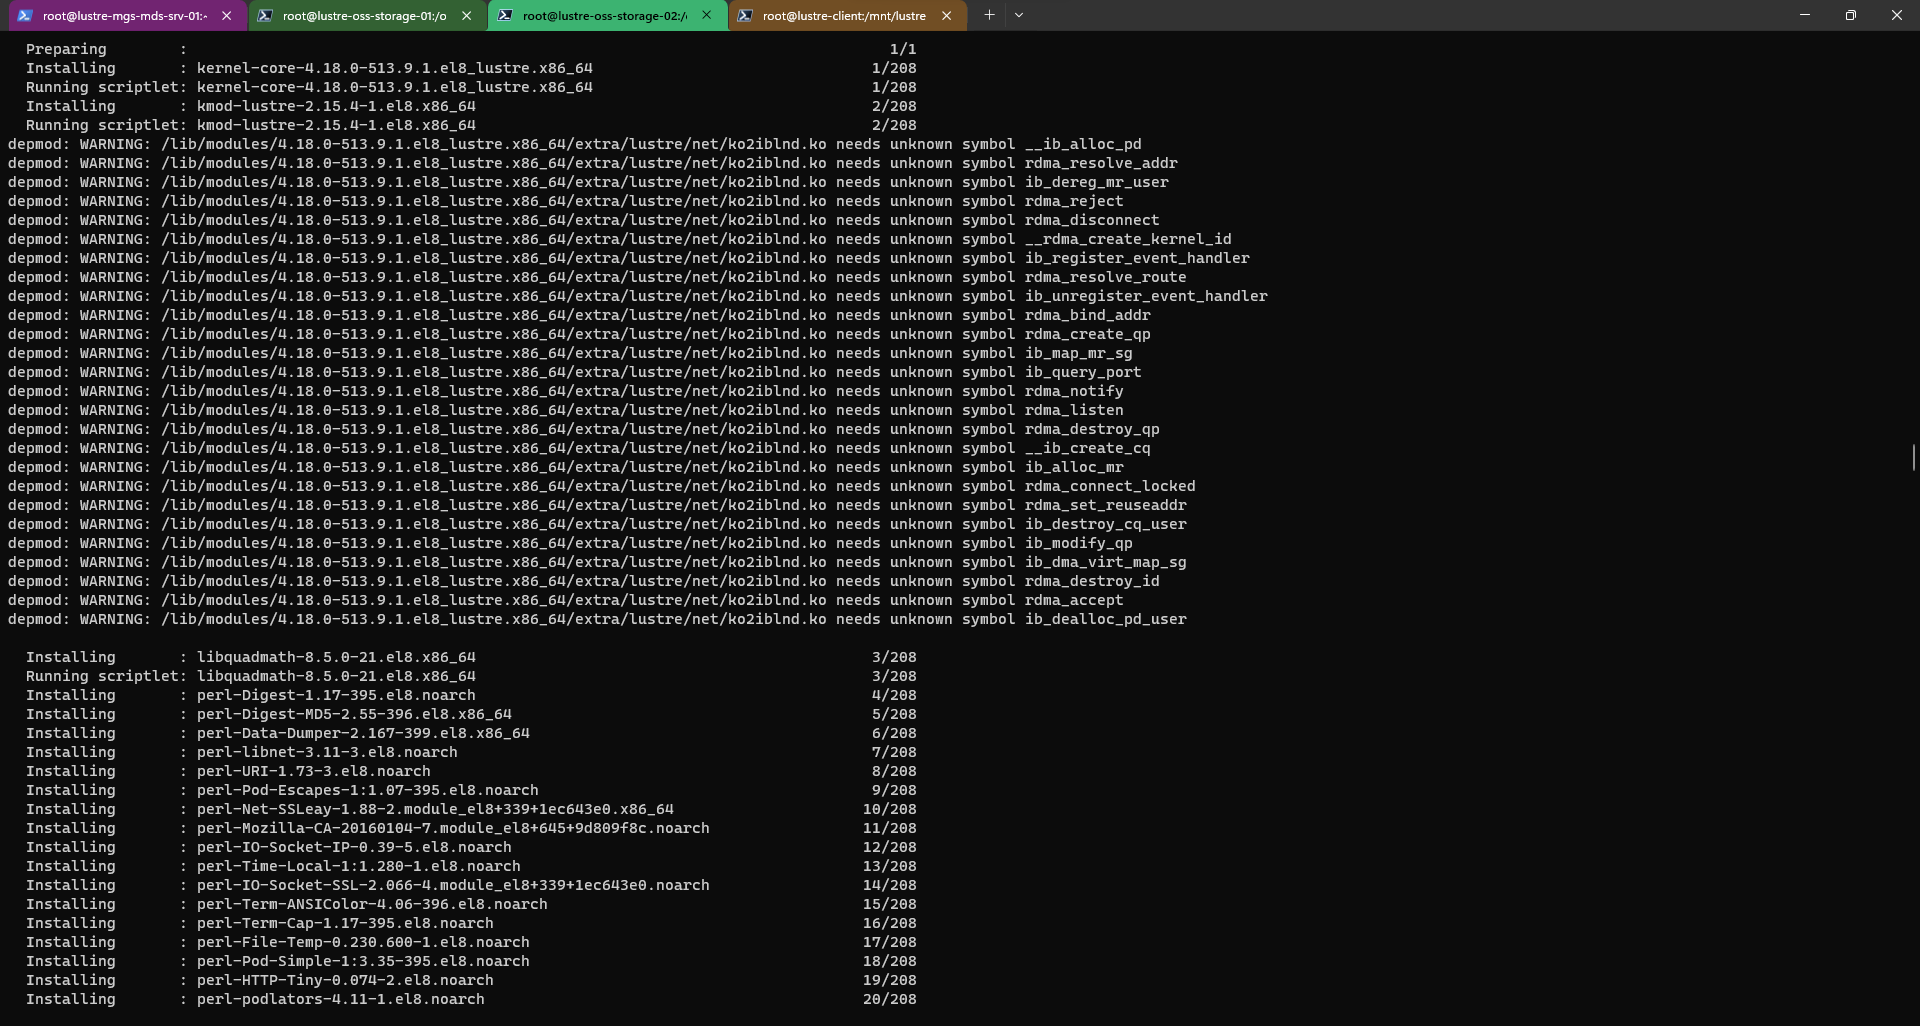 root@lustre-mgs-mds-srv-01:~ root@lustre-oss-storage-01:/o root@lustre-oss-storage-02:/ root@lustre-client:/mnt/lustre
Preparing : 1/1
Installing : kernel-core-4.18.0-513.9.1.el8_lustre.x86_64 1/208
Running scriptlet: kernel-core-4.18.0-513.9.1.el8_lustre.x86_64 1/208
Installing : kmod-lustre-2.15.4-1.el8.x86_64 2/208
Running scriptlet: kmod-lustre-2.15.4-1.el8.x86_64 2/208
depmod: WARNING: /lib/modules/4.18.0-513.9.1.el8_lustre.x86_64/extra/lustre/net/ko2iblnd.ko needs unknown symbol __ib_alloc_pd
depmod: WARNING: /lib/modules/4.18.0-513.9.1.el8_lustre.x86_64/extra/lustre/net/ko2iblnd.ko needs unknown symbol rdma_resolve_addr
depmod: WARNING: /lib/modules/4.18.0-513.9.1.el8_lustre.x86_64/extra/lustre/net/ko2iblnd.ko needs unknown symbol ib_dereg_mr_user
depmod: WARNING: /lib/modules/4.18.0-513.9.1.el8_lustre.x86_64/extra/lustre/net/ko2iblnd.ko needs unknown symbol rdma_reject
depmod: WARNING: /lib/modules/4.18.0-513.9.1.el8_lustre.x86_64/extra/lustre/net/ko2iblnd.ko needs unknown symbol rdma_disconnect
depmod: WARNING: /lib/modules/4.18.0-513.9.1.el8_lustre.x86_64/extra/lustre/net/ko2iblnd.ko needs unknown symbol __rdma_create_kernel_id
depmod: WARNING: /lib/modules/4.18.0-513.9.1.el8_lustre.x86_64/extra/lustre/net/ko2iblnd.ko needs unknown symbol ib_register_event_handler
depmod: WARNING: /lib/modules/4.18.0-513.9.1.el8_lustre.x86_64/extra/lustre/net/ko2iblnd.ko needs unknown symbol rdma_resolve_route
depmod: WARNING: /lib/modules/4.18.0-513.9.1.el8_lustre.x86_64/extra/lustre/net/ko2iblnd.ko needs unknown symbol ib_unregister_event_handler
depmod: WARNING: /lib/modules/4.18.0-513.9.1.el8_lustre.x86_64/extra/lustre/net/ko2iblnd.ko needs unknown symbol rdma_bind_addr
depmod: WARNING: /lib/modules/4.18.0-513.9.1.el8_lustre.x86_64/extra/lustre/net/ko2iblnd.ko needs unknown symbol rdma_create_qp
depmod: WARNING: /lib/modules/4.18.0-513.9.1.el8_lustre.x86_64/extra/lustre/net/ko2iblnd.ko needs unknown symbol ib_map_mr_sg
depmod: WARNING: /lib/modules/4.18.0-513.9.1.el8_lustre.x86_64/extra/lustre/net/ko2iblnd.ko needs unknown symbol ib_query_port
depmod: WARNING: /lib/modules/4.18.0-513.9.1.el8_lustre.x86_64/extra/lustre/net/ko2iblnd.ko needs unknown symbol rdma_notify
depmod: WARNING: /lib/modules/4.18.0-513.9.1.el8_lustre.x86_64/extra/lustre/net/ko2iblnd.ko needs unknown symbol rdma_listen
depmod: WARNING: /lib/modules/4.18.0-513.9.1.el8_lustre.x86_64/extra/lustre/net/ko2iblnd.ko needs unknown symbol rdma_destroy_qp
depmod: WARNING: /lib/modules/4.18.0-513.9.1.el8_lustre.x86_64/extra/lustre/net/ko2iblnd.ko needs unknown symbol __ib_create_cq
depmod: WARNING: /lib/modules/4.18.0-513.9.1.el8_lustre.x86_64/extra/lustre/net/ko2iblnd.ko needs unknown symbol ib_alloc_mr
depmod: WARNING: /lib/modules/4.18.0-513.9.1.el8_lustre.x86_64/extra/lustre/net/ko2iblnd.ko needs unknown symbol rdma_connect_locked
depmod: WARNING: /lib/modules/4.18.0-513.9.1.el8_lustre.x86_64/extra/lustre/net/ko2iblnd.ko needs unknown symbol rdma_set_reuseaddr
depmod: WARNING: /lib/modules/4.18.0-513.9.1.el8_lustre.x86_64/extra/lustre/net/ko2iblnd.ko needs unknown symbol ib_destroy_cq_user
depmod: WARNING: /lib/modules/4.18.0-513.9.1.el8_lustre.x86_64/extra/lustre/net/ko2iblnd.ko needs unknown symbol ib_modify_qp
depmod: WARNING: /lib/modules/4.18.0-513.9.1.el8_lustre.x86_64/extra/lustre/net/ko2iblnd.ko needs unknown symbol ib_dma_virt_map_sg
depmod: WARNING: /lib/modules/4.18.0-513.9.1.el8_lustre.x86_64/extra/lustre/net/ko2iblnd.ko needs unknown symbol rdma_destroy_id
depmod: WARNING: /lib/modules/4.18.0-513.9.1.el8_lustre.x86_64/extra/lustre/net/ko2iblnd.ko needs unknown symbol rdma_accept
depmod: WARNING: /lib/modules/4.18.0-513.9.1.el8_lustre.x86_64/extra/lustre/net/ko2iblnd.ko needs unknown symbol ib_dealloc_pd_user
Installing : libquadmath-8.5.0-21.el8.x86_64 3/208
Running scriptlet: libquadmath-8.5.0-21.el8.x86_64 3/208
Installing : perl-Digest-1.17-395.el8.noarch 4/208
Installing : perl-Digest-MD5-2.55-396.el8.x86_64 5/208
Installing : perl-Data-Dumper-2.167-399.el8.x86_64 6/208
Installing : perl-libnet-3.11-3.el8.noarch 7/208
Installing : perl-URI-1.73-3.el8.noarch 8/208
Installing : perl-Pod-Escapes-1:1.07-395.el8.noarch 9/208
Installing : perl-Net-SSLeay-1.88-2.module_el8+339+1ec643e0.x86_64 10/208
Installing : perl-Mozilla-CA-20160104-7.module_el8+645+9d809f8c.noarch 11/208
Installing : perl-IO-Socket-IP-0.39-5.el8.noarch 12/208
Installing : perl-Time-Local-1:1.280-1.el8.noarch 13/208
Installing : perl-IO-Socket-SSL-2.066-4.module_el8+339+1ec643e0.noarch 14/208
Installing : perl-Term-ANSIColor-4.06-396.el8.noarch 15/208
Installing : perl-Term-Cap-1.17-395.el8.noarch 16/208
Installing : perl-File-Temp-0.230.600-1.el8.noarch 17/208
Installing : perl-Pod-Simple-1:3.35-395.el8.noarch 18/208
Installing : perl-HTTP-Tiny-0.074-2.el8.noarch 19/208
Installing : perl-podlators-4.11-1.el8.noarch 20/208